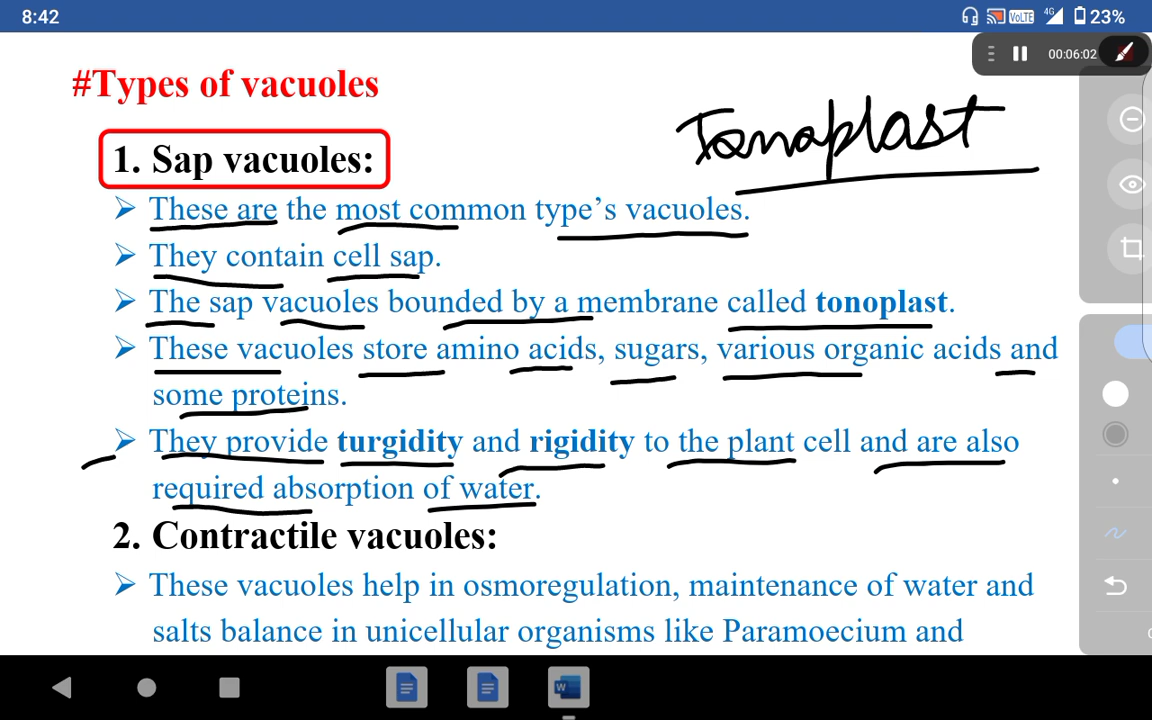 8:42
VoLTE 4G 23%
00:06:02
#Types of vacuoles
Tonoplast
1. Sap vacuoles:
➢ These are the most common type's vacuoles.
➢ They contain cell sap.
➢ The sap vacuoles bounded by a membrane called tonoplast.
➢ These vacuoles store amino acids, sugars, various organic acids and
some proteins.
➢ They provide turgidity and rigidity to the plant cell and are also
required absorption of water.
2. Contractile vacuoles:
➢ These vacuoles help in osmoregulation, maintenance of water and
salts balance in unicellular organisms like Paramoecium and
W